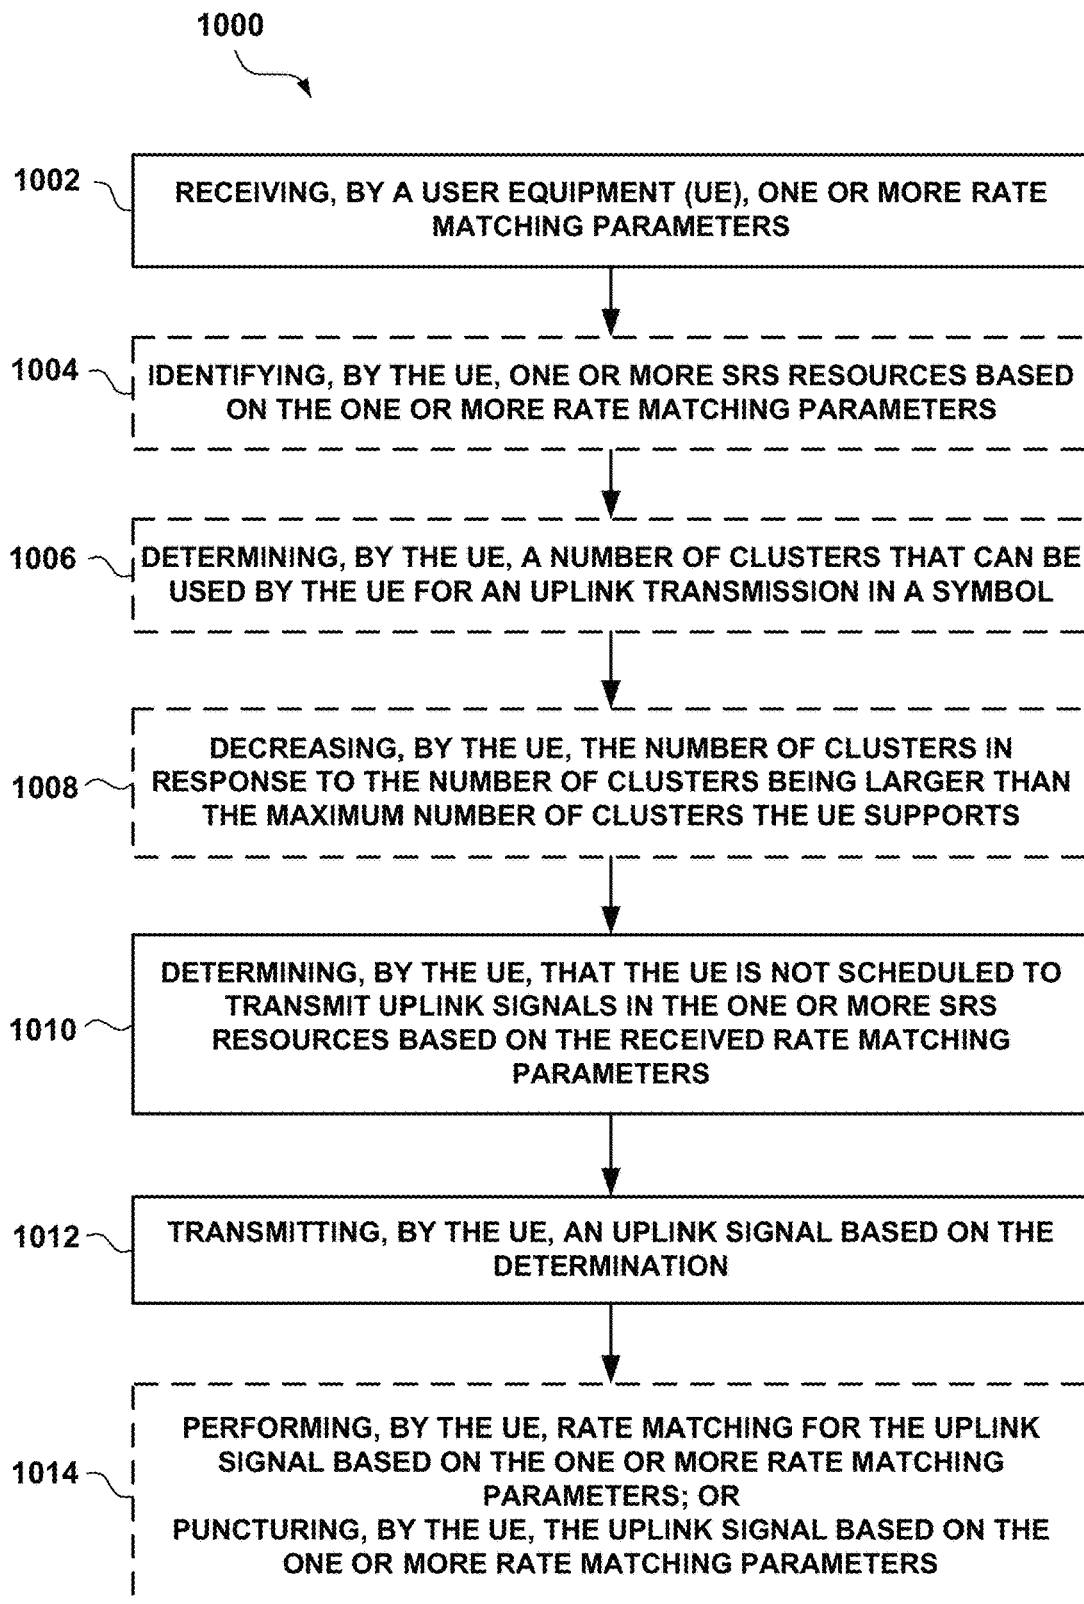 1000
1002
RECEIVING, BY A USER EQUIPMENT (UE), ONE OR MORE RATE
MATCHING PARAMETERS
1004
IDENTIFYING, BY THE UE, ONE OR MORE SRS RESOURCES BASED
ON THE ONE OR MORE RATE MATCHING PARAMETERS
1006
DETERMINING, BY THE UE, A NUMBER OF CLUSTERS THAT CAN BE
USED BY THE UE FOR AN UPLINK TRANSMISSION IN A SYMBOL
1008
DECREASING, BY THE UE, THE NUMBER OF CLUSTERS IN
RESPONSE TO THE NUMBER OF CLUSTERS BEING LARGER THAN
THE MAXIMUM NUMBER OF CLUSTERS THE UE SUPPORTS
1010
DETERMINING, BY THE UE, THAT THE UE IS NOT SCHEDULED TO
TRANSMIT UPLINK SIGNALS IN THE ONE OR MORE SRS
RESOURCES BASED ON THE RECEIVED RATE MATCHING
PARAMETERS
1012
TRANSMITTING, BY THE UE, AN UPLINK SIGNAL BASED ON THE
DETERMINATION
1014
PERFORMING, BY THE UE, RATE MATCHING FOR THE UPLINK
SIGNAL BASED ON THE ONE OR MORE RATE MATCHING
PARAMETERS; OR
PUNCTURING, BY THE UE, THE UPLINK SIGNAL BASED ON THE
ONE OR MORE RATE MATCHING PARAMETERS